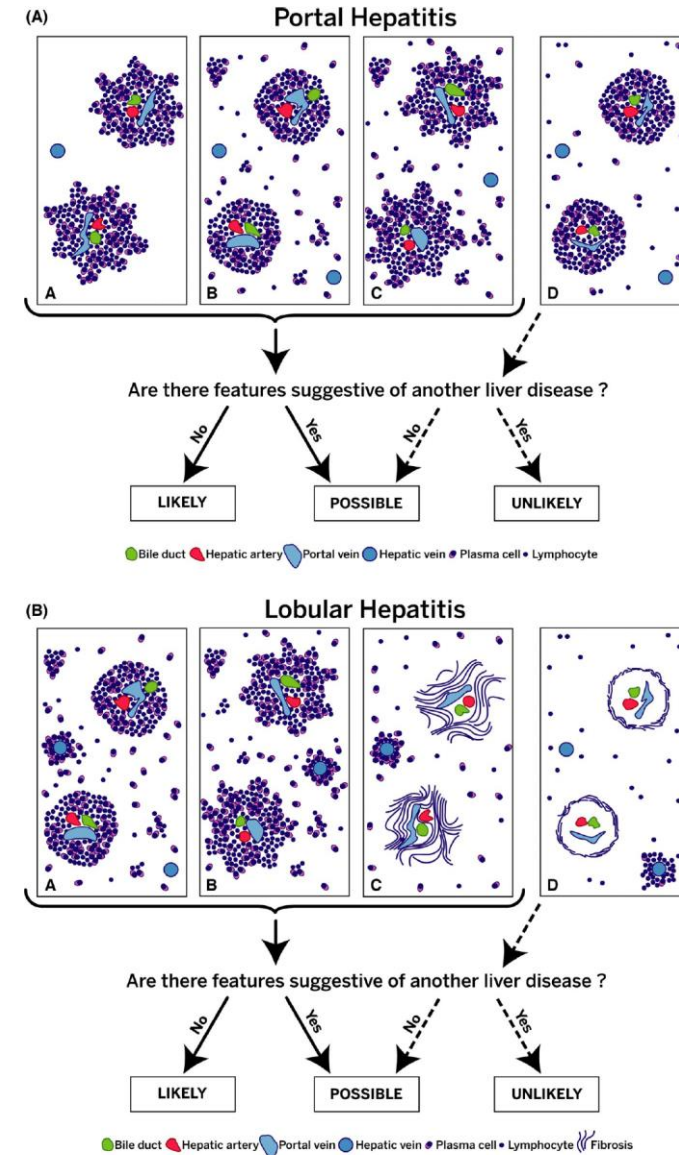 (A)
Portal Hepatitis
A B C D
Are there features suggestive of another liver disease ?
No Yes No Yes
LIKELY POSSIBLE UNLIKELY
Bile duct Hepatic artery Portal vein Hepatic vein Plasma cell Lymphocyte
(B)
Lobular Hepatitis
A B C D
Are there features suggestive of another liver disease ?
No Yes No Yes
LIKELY POSSIBLE UNLIKELY
Bile duct Hepatic artery Portal vein Hepatic vein Plasma cell Lymphocyte Fibrosis